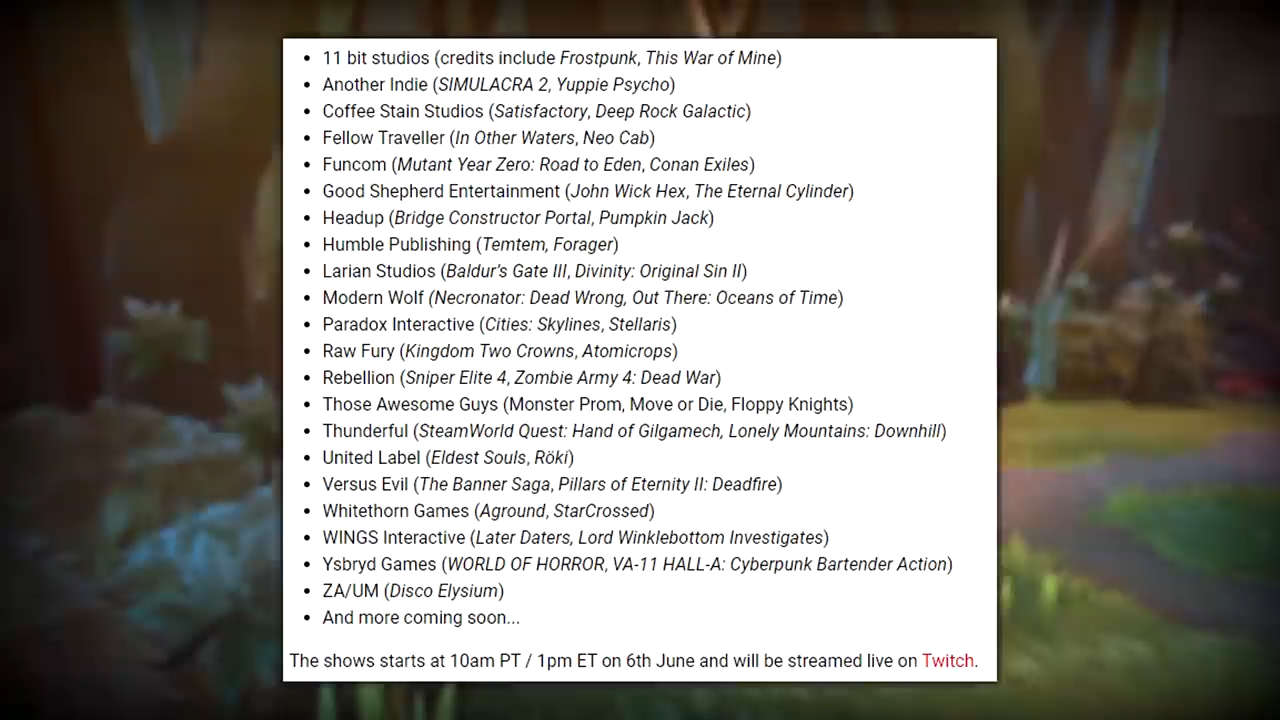 • 11 bit studios (credits include Frostpunk, This War of Mine)
• Another Indie (SIMULACRA 2, Yuppie Psycho)
• Coffee Stain Studios (Satisfactory, Deep Rock Galactic)
• Fellow Traveller (In Other Waters, Neo Cab)
• Funcom (Mutant Year Zero: Road to Eden, Conan Exiles)
• Good Shepherd Entertainment (John Wick Hex, The Eternal Cylinder)
• Headup (Bridge Constructor Portal, Pumpkin Jack)
• Humble Publishing (Temtem, Forager)
• Larian Studios (Baldur's Gate III, Divinity: Original Sin II)
• Modern Wolf (Necronator: Dead Wrong, Out There: Oceans of Time)
• Paradox Interactive (Cities: Skylines, Stellaris)
• Raw Fury (Kingdom Two Crowns, Atomicrops)
• Rebellion (Sniper Elite 4, Zombie Army 4: Dead War)
• Those Awesome Guys (Monster Prom, Move or Die, Floppy Knights)
• Thunderful (SteamWorld Quest: Hand of Gilgamech, Lonely Mountains: Downhill)
• United Label (Eldest Souls, Röki)
• Versus Evil (The Banner Saga, Pillars of Eternity II: Deadfire)
• Whitethorn Games (Aground, StarCrossed)
• WINGS Interactive (Later Daters, Lord Winklebottom Investigates)
• Ysbryd Games (WORLD OF HORROR, VA-11 HALL-A: Cyberpunk Bartender Action)
• ZA/UM (Disco Elysium)
• And more coming soon...
The shows starts at 10am PT / 1pm ET on 6th June and will be streamed live on Twitch.